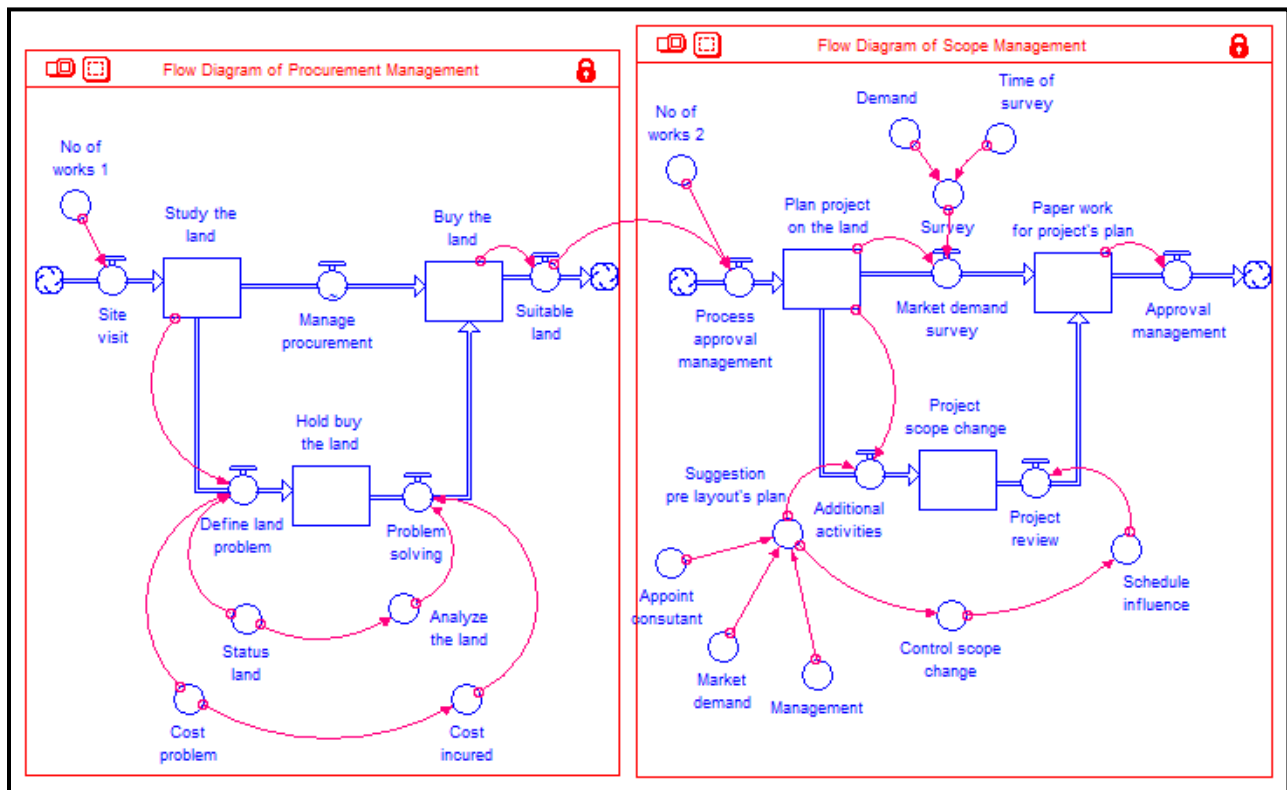 Flow Diagram of Procurement Management
No of
works 1
Study the
land
Buy the
land
Site
visit
Manage
procurement
Suitable
land
Hold buy
the land
Define land
problem
Problem
solving
Status
land
Analyze
the land
Cost
problem
Cost
incured
Flow Diagram of Scope Management
No of
works 2
Demand
Time of
survey
Plan project
on the land
Survey
Paper work
for project's plan
Process
approval
management
Market demand
survey
Approval
management
Project
scope change
Suggestion
pre layout's plan
Additional
activities
Project
review
Appoint
consutant
Schedule
influence
Control scope
change
Market
demand
Management